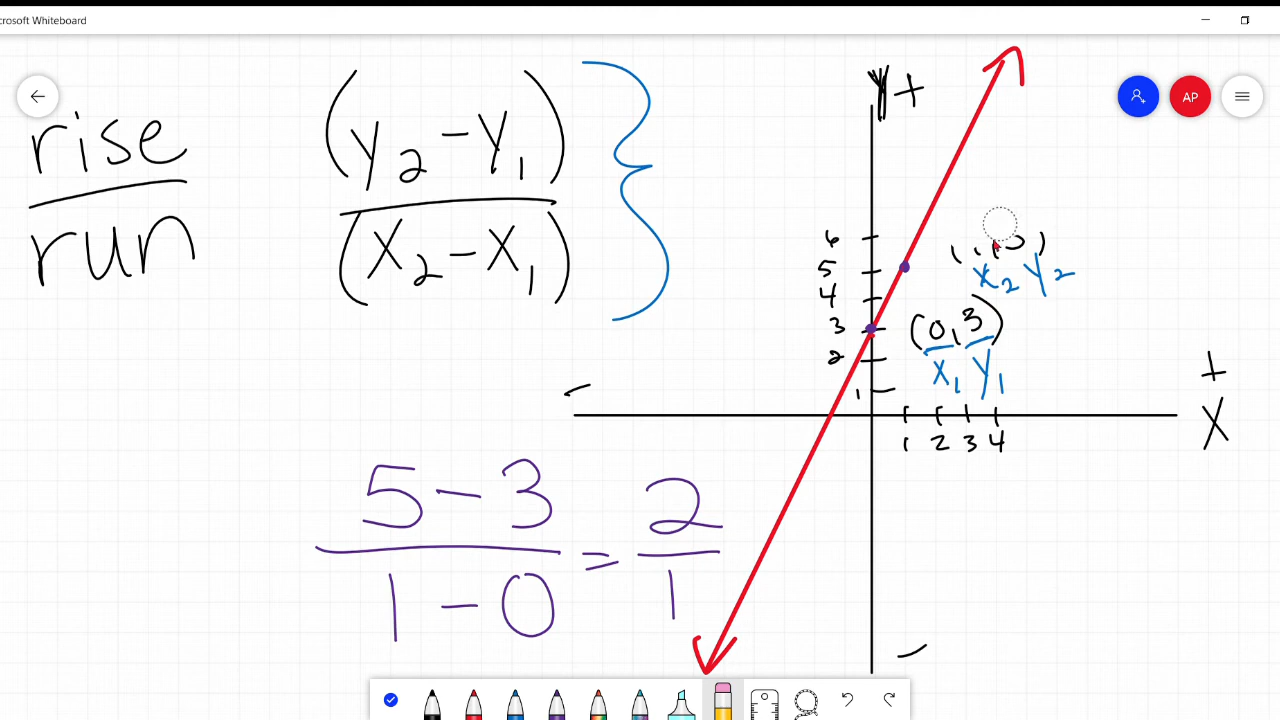 crosoft Whiteboard
AP
rise
run
(y₂ - y₁)
(x₂ - x₁)
y +
6
5
4
3
2
1
x₂ y₂
(0, 3)
x₁ y₁
-
+
x
1 2 3 4
5 - 3
1 - 0
=
2
1
-